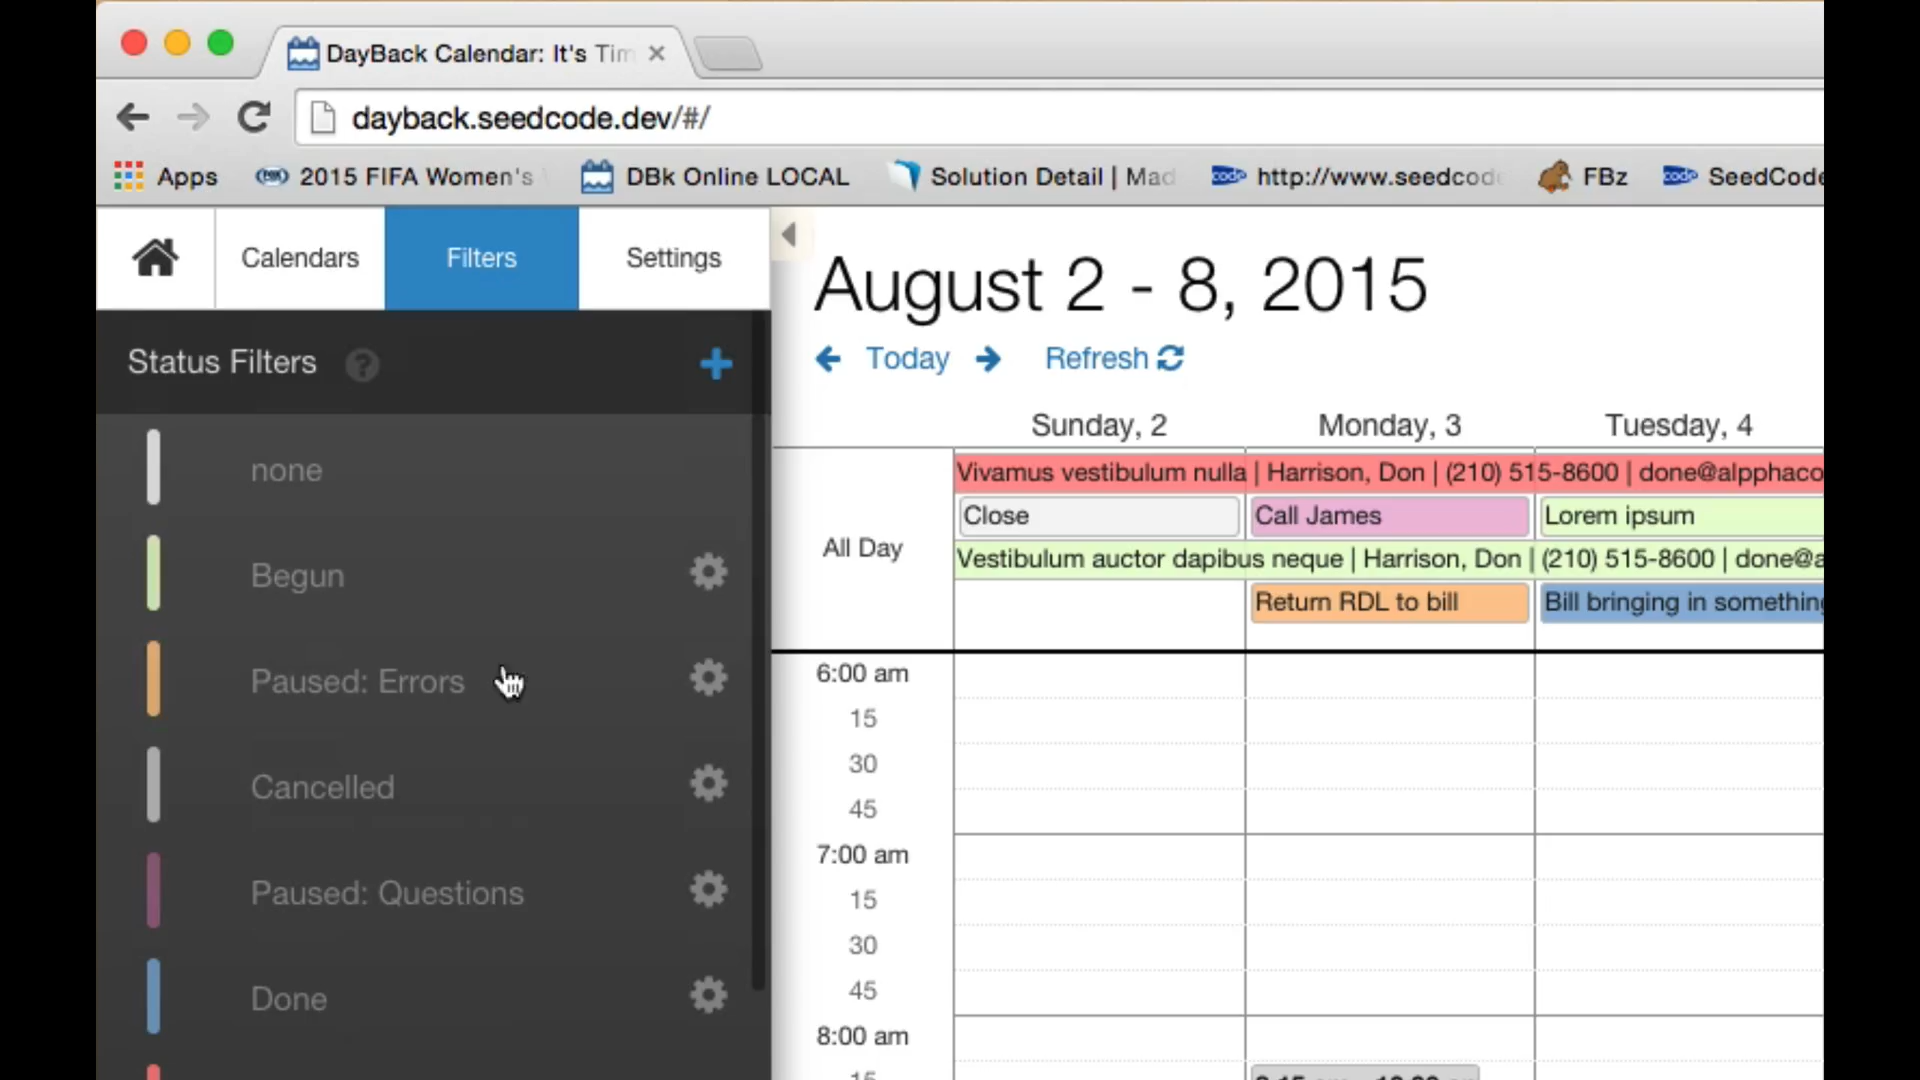 DayBack Calendar: It's Tim
dayback.seedcode.dev/#/
Apps
2015 FIFA Women's
DBk Online LOCAL
Solution Detail | Mad
http://www.seedcod
FBz
SeedCode
Calendars
Filters
Settings
August 2 - 8, 2015
Today
Refresh
Status Filters
?
none
Begun
Paused: Errors
Cancelled
Paused: Questions
Done
Sunday, 2
Monday, 3
Tuesday, 4
All Day
Vivamus vestibulum nulla | Harrison, Don | (210) 515-8600 | done@alpphaco
Close
Call James
Lorem ipsum
Vestibulum auctor dapibus neque | Harrison, Don | (210) 515-8600 | done@a
Return RDL to bill
Bill bringing in something
6:00 am
15
30
45
7:00 am
15
30
45
8:00 am
15